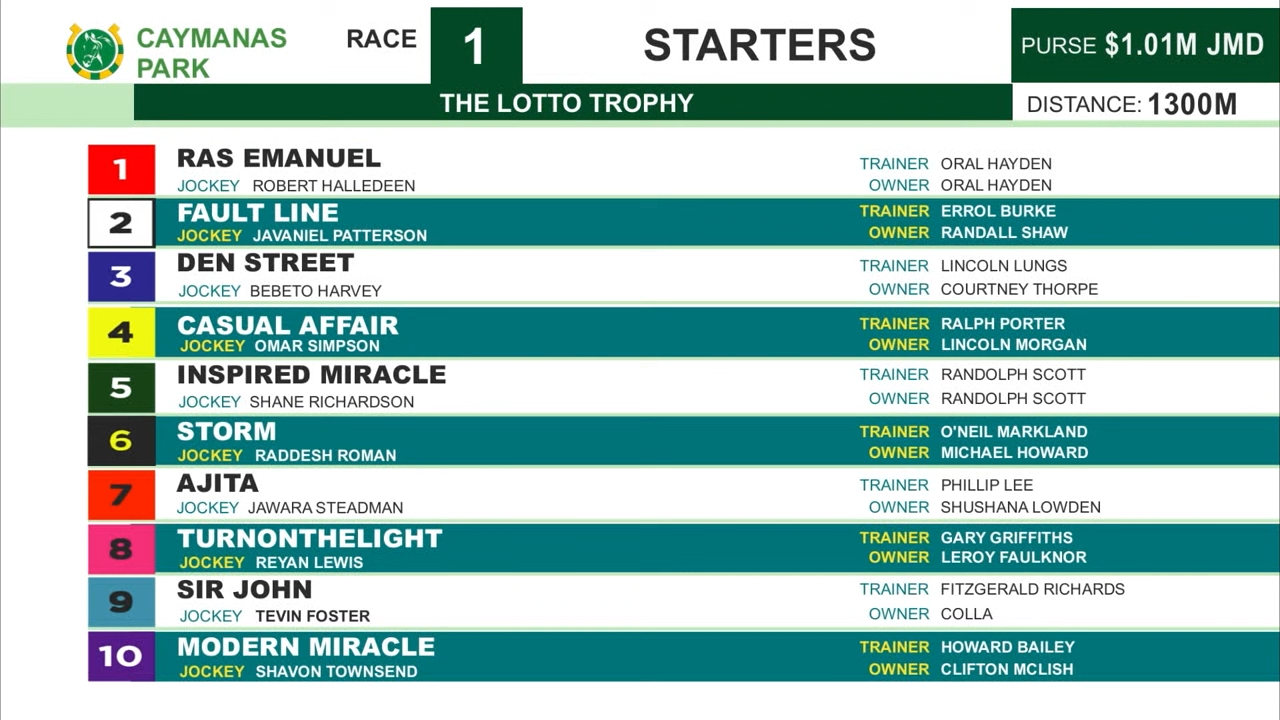 CAYMANAS
PARK
RACE 1 STARTERS PURSE $1.01M JMD
THE LOTTO TROPHY DISTANCE: 1300M
1 RAS EMANUEL TRAINER ORAL HAYDEN
JOCKEY ROBERT HALLEDEEN OWNER ORAL HAYDEN
2 FAULT LINE TRAINER ERROL BURKE
JOCKEY JAVANIEL PATTERSON OWNER RANDALL SHAW
3 DEN STREET TRAINER LINCOLN LUNGS
JOCKEY BEBETO HARVEY OWNER COURTNEY THORPE
4 CASUAL AFFAIR TRAINER RALPH PORTER
JOCKEY OMAR SIMPSON OWNER LINCOLN MORGAN
5 INSPIRED MIRACLE TRAINER RANDOLPH SCOTT
JOCKEY SHANE RICHARDSON OWNER RANDOLPH SCOTT
6 STORM TRAINER O'NEIL MARKLAND
JOCKEY RADDESH ROMAN OWNER MICHAEL HOWARD
7 AJITA TRAINER PHILLIP LEE
JOCKEY JAWARA STEADMAN OWNER SHUSHANA LOWDEN
8 TURNONTHELIGHT TRAINER GARY GRIFFITHS
JOCKEY REYAN LEWIS OWNER LEROY FAULKNOR
9 SIR JOHN TRAINER FITZGERALD RICHARDS
JOCKEY TEVIN FOSTER OWNER COLLA
10 MODERN MIRACLE TRAINER HOWARD BAILEY
JOCKEY SHAVON TOWNSEND OWNER CLIFTON MCLISH